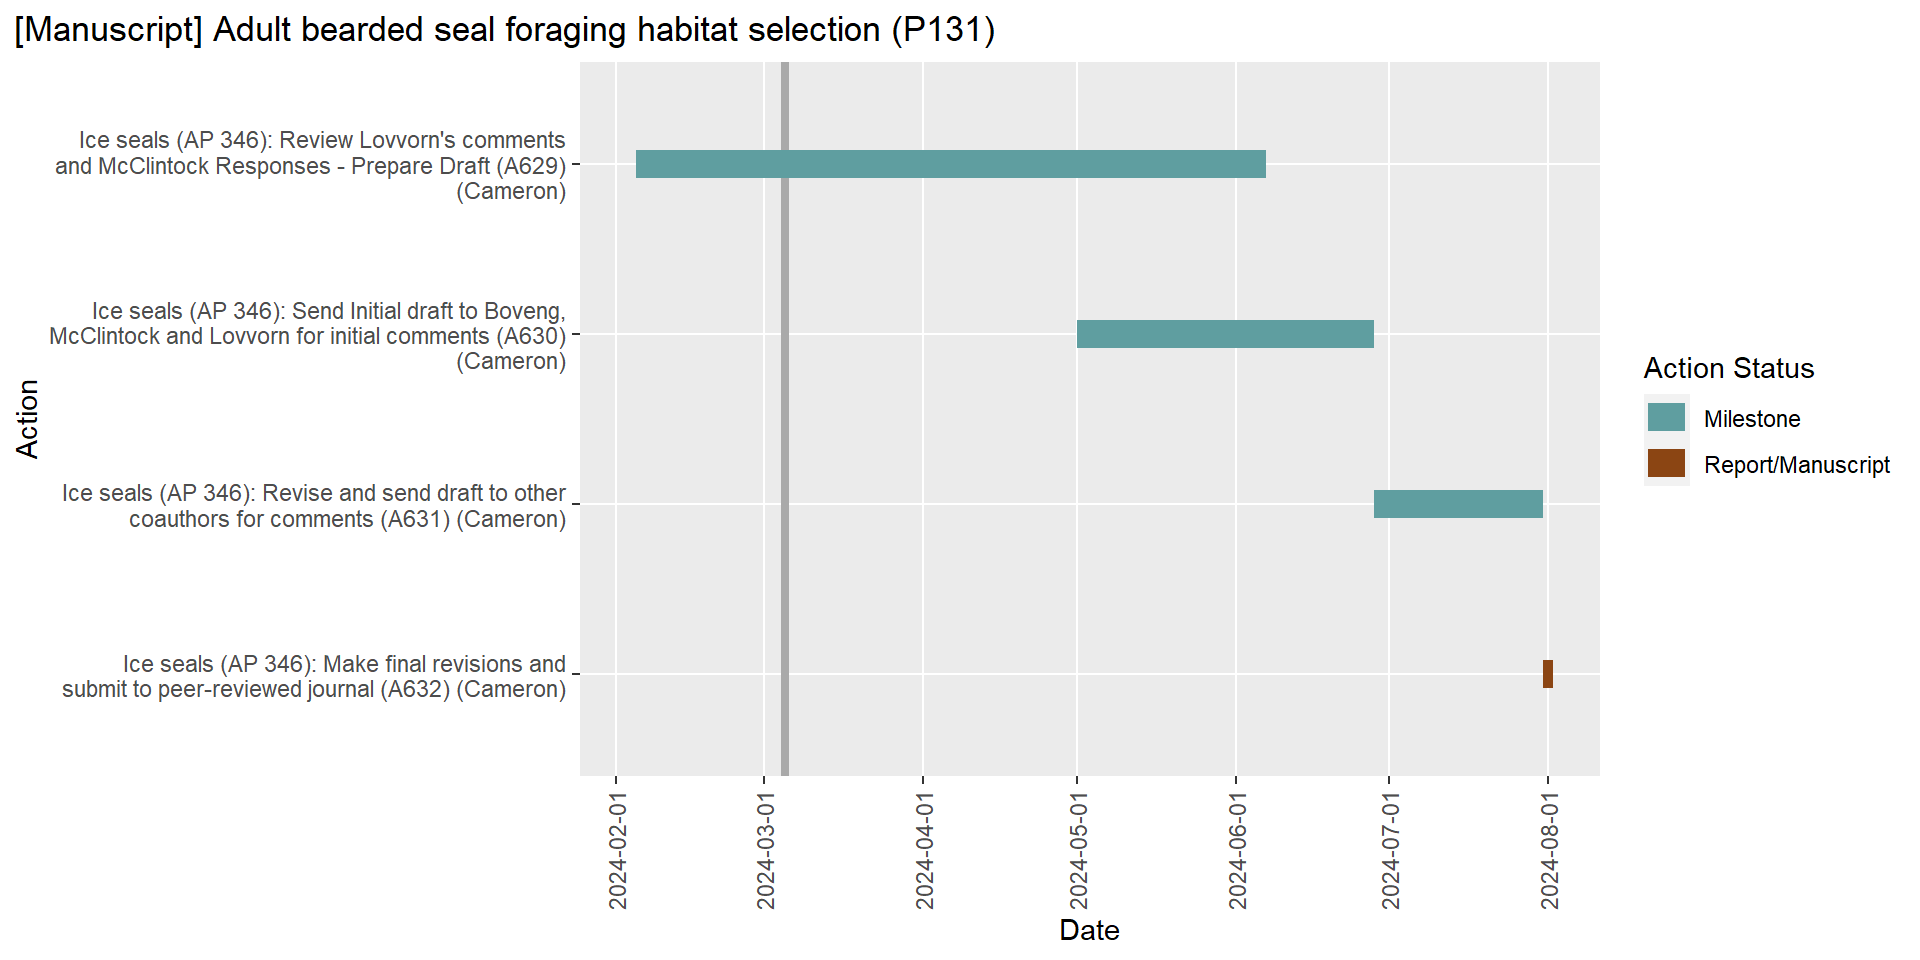 [Manuscript] Adult bearded seal foraging habitat selection (P131)
Ice seals (AP 346): Review Lovvorn's comments
and McClintock Responses - Prepare Draft (A629)
(Cameron)
Ice seals (AP 346): Send Initial draft to Boveng,
McClintock and Lovvorn for initial comments (A630)
(Cameron)
Ice seals (AP 346): Revise and send draft to other
coauthors for comments (A631) (Cameron)
Ice seals (AP 346): Make final revisions and
submit to peer-reviewed journal (A632) (Cameron)
Action
2024-02-01
2024-03-01
2024-04-01
2024-05-01
2024-06-01
2024-07-01
2024-08-01
Date
Action Status
Milestone
Report/Manuscript